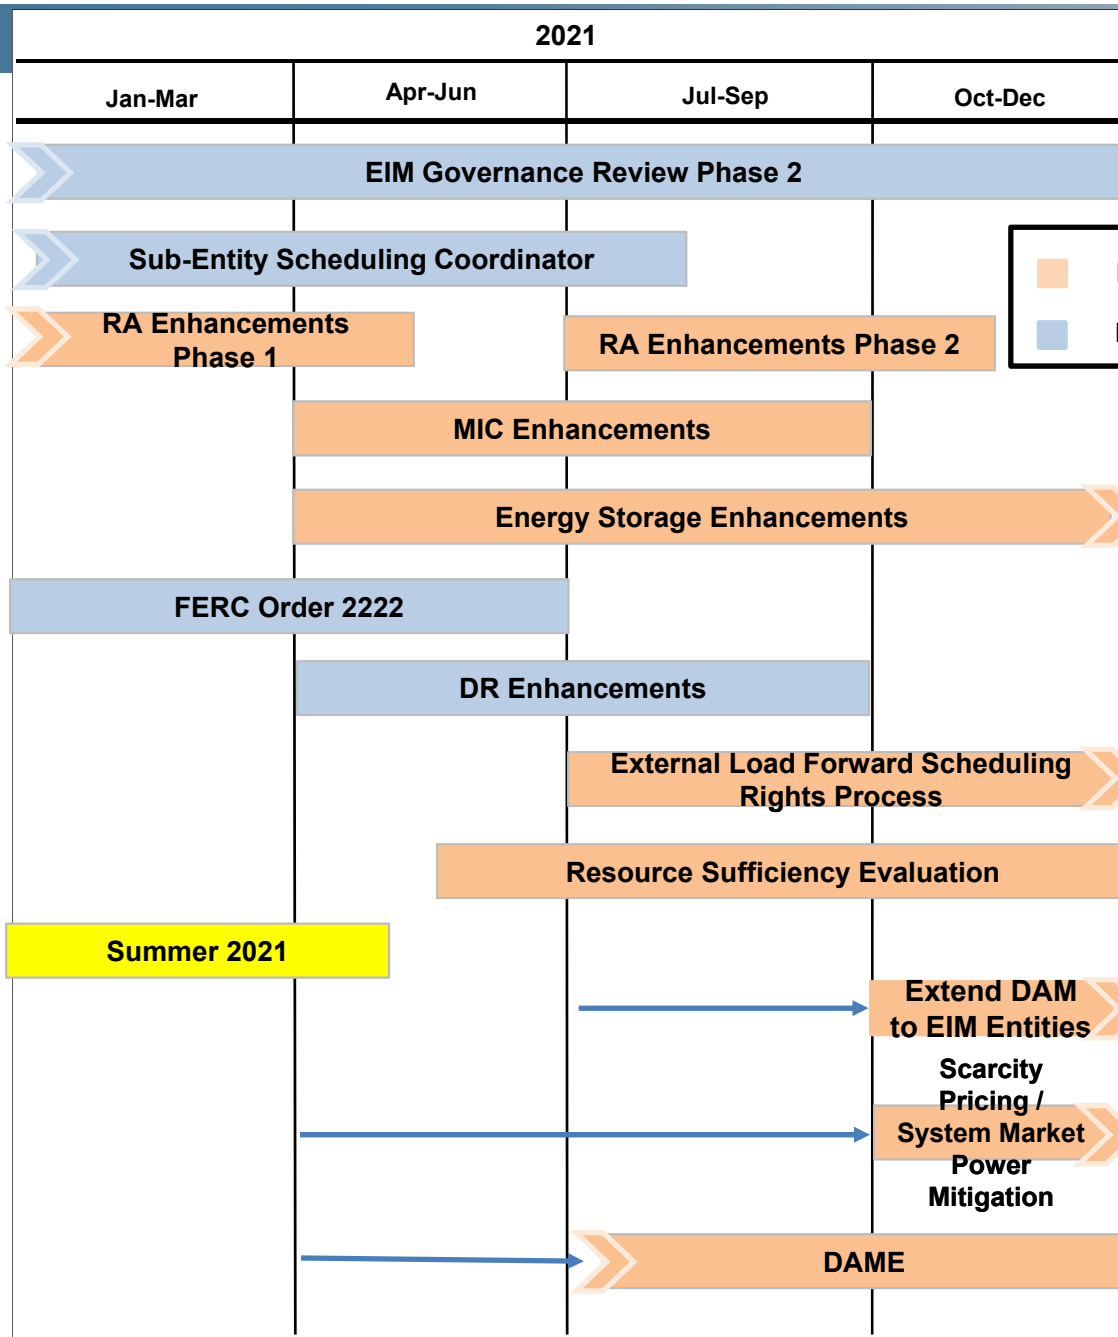 2021
Jan-Mar
Apr-Jun
Jul-Sep
Oct-Dec
EIM Governance Review Phase 2
Sub-Entity Scheduling Coordinator
RA Enhancements
Phase 1
RA Enhancements Phase 2
MIC Enhancements
Energy Storage Enhancements
FERC Order 2222
DR Enhancements
External Load Forward Scheduling
Rights Process
Resource Sufficiency Evaluation
Summer 2021
Extend DAM
to EIM Entities
Scarcity
Pricing /
System Market
Power
Mitigation
DAME